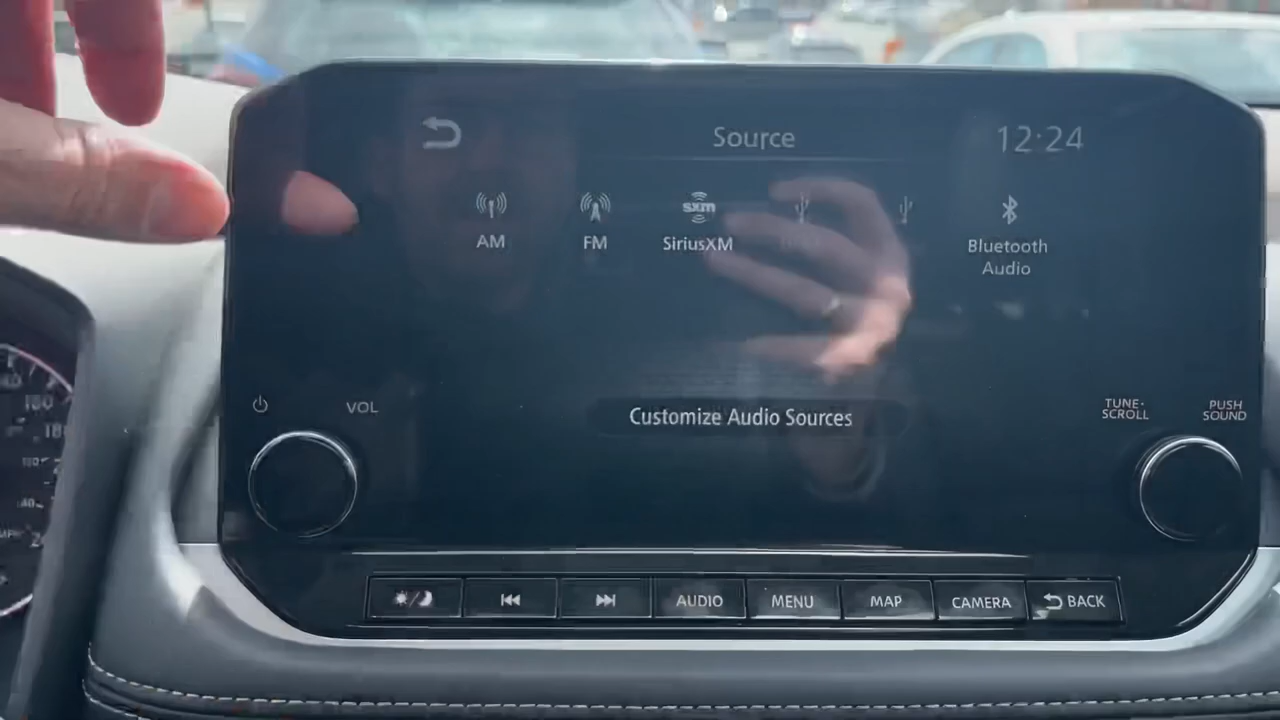 Source
12:24
AM
FM
sxm
SiriusXM
Bluetooth
Audio
Customize Audio Sources
VOL
TUNE·
SCROLL
PUSH
SOUND
AUDIO
MENU
MAP
CAMERA
BACK